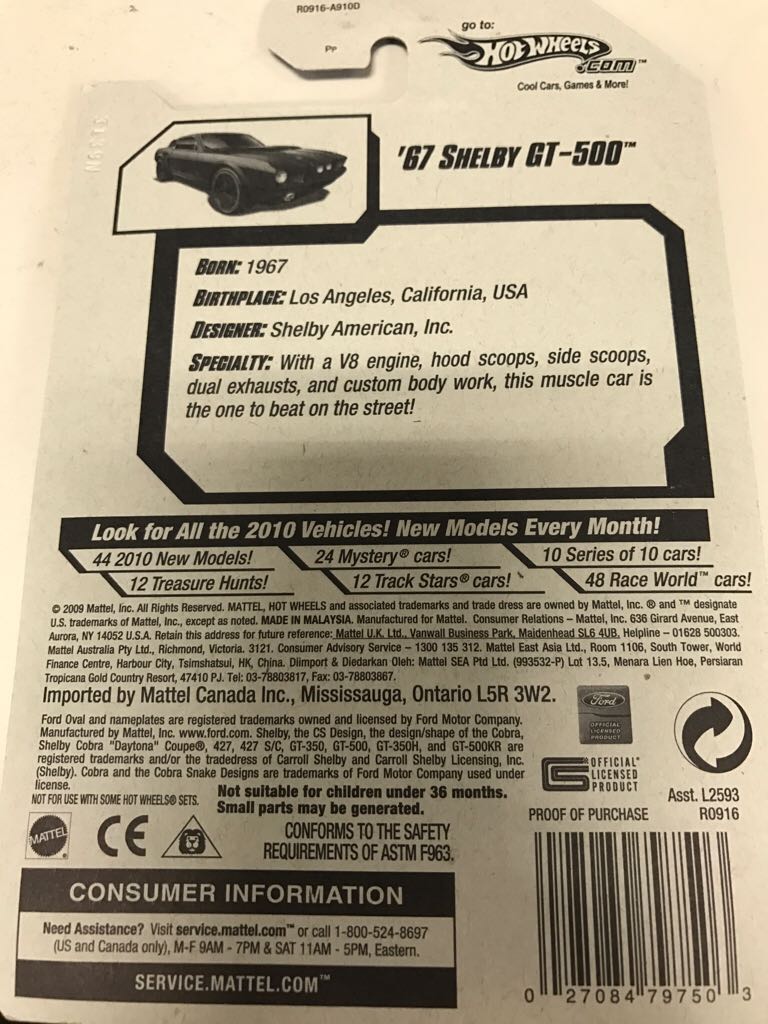 R0916-A910D
PP
go to:
HOT WHEELS
.COM™
Cool Cars, Games & More!
'67 SHELBY GT-500™
BORN: 1967
BIRTHPLACE: Los Angeles, California, USA
DESIGNER: Shelby American, Inc.
SPECIALTY: With a V8 engine, hood scoops, side scoops,
dual exhausts, and custom body work, this muscle car is
the one to beat on the street!
Look for All the 2010 Vehicles! New Models Every Month!
44 2010 New Models! 24 Mystery® cars! 10 Series of 10 cars!
12 Treasure Hunts! 12 Track Stars® cars! 48 Race World™ cars!
© 2009 Mattel, Inc. All Rights Reserved. MATTEL, HOT WHEELS and associated trademarks and trade dress are owned by Mattel, Inc. ® and ™ designate
U.S. trademarks of Mattel, Inc., except as noted. MADE IN MALAYSIA. Manufactured for Mattel. Consumer Relations – Mattel, Inc. 636 Girard Avenue, East
Aurora, NY 14052 U.S.A. Retain this address for future reference: Mattel U.K. Ltd., Vanwall Business Park, Maidenhead SL6 4UB. Helpline – 01628 500303.
Mattel Australia Pty Ltd., Richmond, Victoria. 3121. Consumer Advisory Service – 1300 135 312. Mattel East Asia Ltd., Room 1106, South Tower, World
Finance Centre, Harbour City, Tsimshatsui, HK, China. Diimport & Diedarkan Oleh: Mattel SEA Ptd Ltd. (993532-P) Lot 13.5, Menara Lien Hoe, Persiaran
Tropicana Gold Country Resort, 47410 PJ. Tel: 03-78803817, Fax: 03-78803867.
Imported by Mattel Canada Inc., Mississauga, Ontario L5R 3W2.
Ford Oval and nameplates are registered trademarks owned and licensed by Ford Motor Company.
Manufactured by Mattel, Inc. www.ford.com. Shelby, the CS Design, the design/shape of the Cobra,
Shelby Cobra "Daytona" Coupe®, 427, 427 S/C, GT-350, GT-500, GT-350H, and GT-500KR are
registered trademarks and/or the tradedress of Carroll Shelby and Carroll Shelby Licensing, Inc.
(Shelby). Cobra and the Cobra Snake Designs are trademarks of Ford Motor Company used under
license.
Ford
OFFICIAL
LICENSED
PRODUCT
CS OFFICIAL
LICENSED
PRODUCT
NOT FOR USE WITH SOME HOT WHEELS® SETS.
Not suitable for children under 36 months.
Small parts may be generated.
Asst. L2593
PROOF OF PURCHASE R0916
MATTEL
CE
CONFORMS TO THE SAFETY
REQUIREMENTS OF ASTM F963.
CONSUMER INFORMATION
Need Assistance? Visit service.mattel.com™ or call 1-800-524-8697
(US and Canada only), M-F 9AM - 7PM & SAT 11AM - 5PM, Eastern.
SERVICE.MATTEL.COM™
0 27084 79750 3